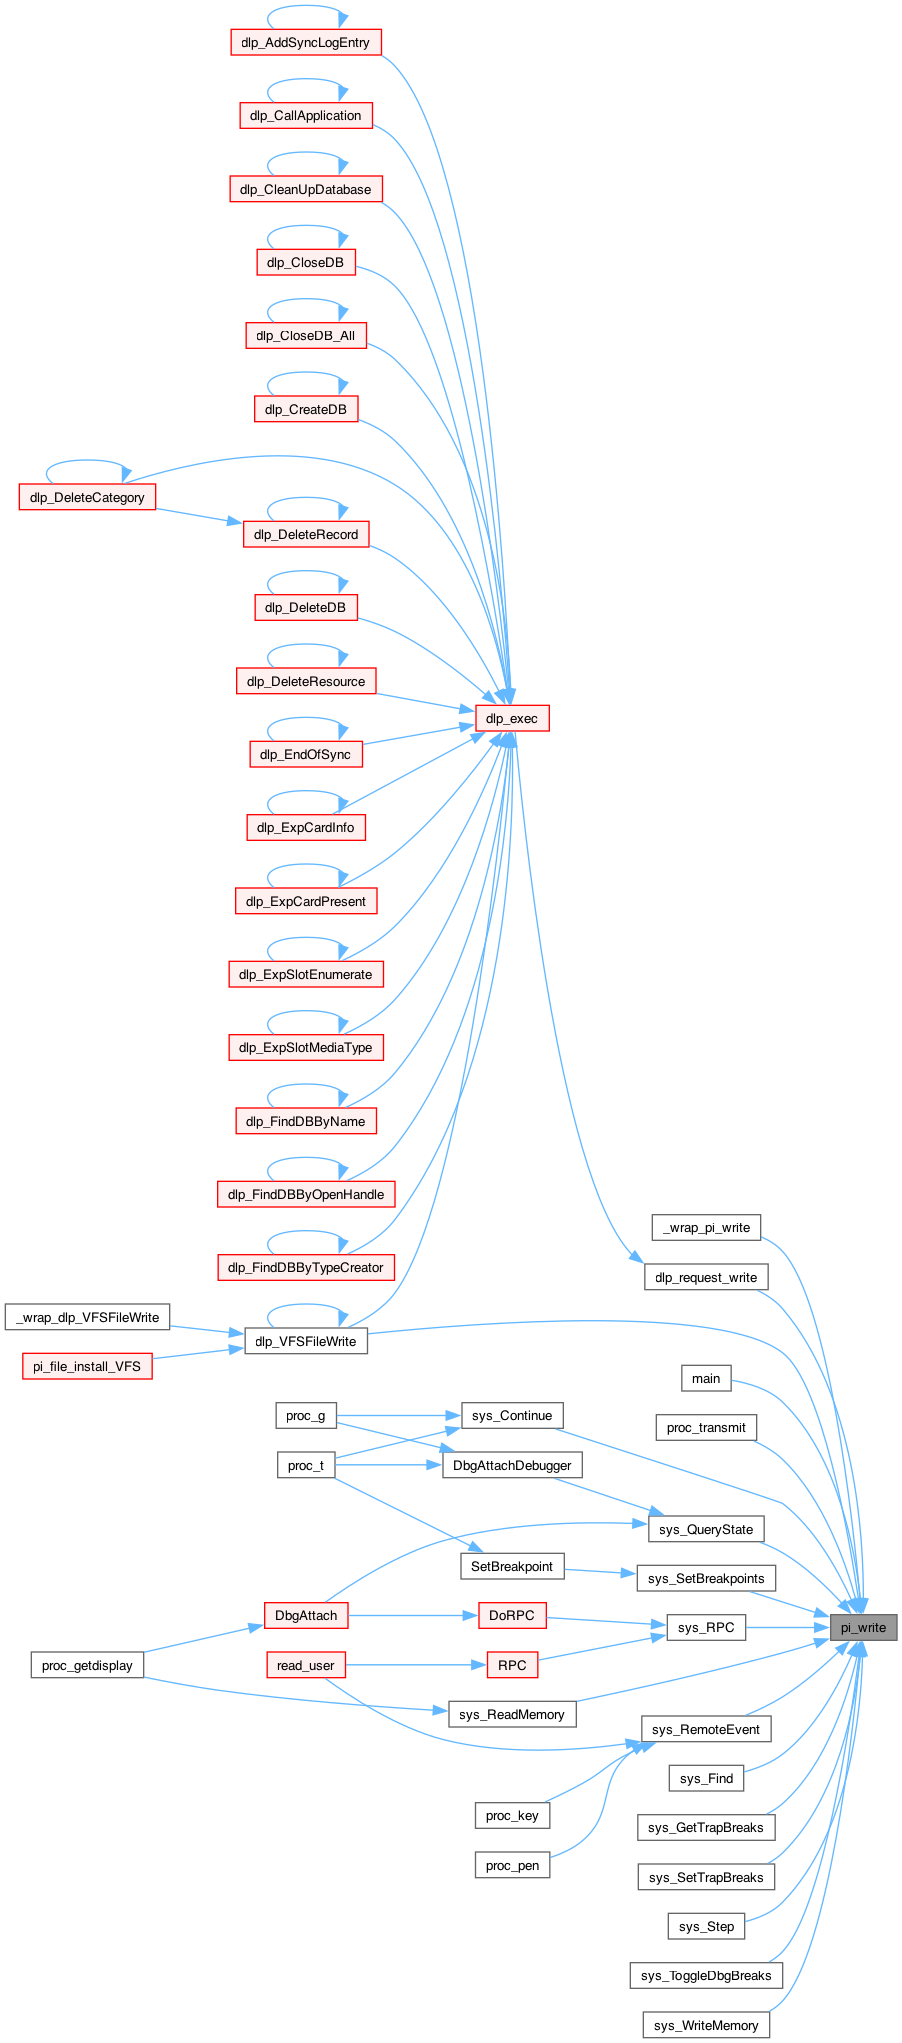 dlp_AddSyncLogEntry
dlp_CallApplication
dlp_CleanUpDatabase
dlp_CloseDB
dlp_CloseDB_All
dlp_CreateDB
dlp_DeleteCategory
dlp_DeleteRecord
dlp_DeleteDB
dlp_DeleteResource
dlp_exec
dlp_EndOfSync
dlp_ExpCardInfo
dlp_ExpCardPresent
dlp_ExpSlotEnumerate
dlp_ExpSlotMediaType
dlp_FindDBByName
dlp_FindDBByOpenHandle
_wrap_pi_write
dlp_FindDBByTypeCreator
dlp_request_write
_wrap_dlp_VFSFileWrite
dlp_VFSFileWrite
pi_file_install_VFS
main
proc_g
sys_Continue
proc_transmit
proc_t
DbgAttachDebugger
sys_QueryState
SetBreakpoint
sys_SetBreakpoints
DbgAttach
DoRPC
sys_RPC
pi_write
proc_getdisplay
read_user
RPC
sys_ReadMemory
sys_RemoteEvent
sys_Find
proc_key
sys_GetTrapBreaks
proc_pen
sys_SetTrapBreaks
sys_Step
sys_ToggleDbgBreaks
sys_WriteMemory